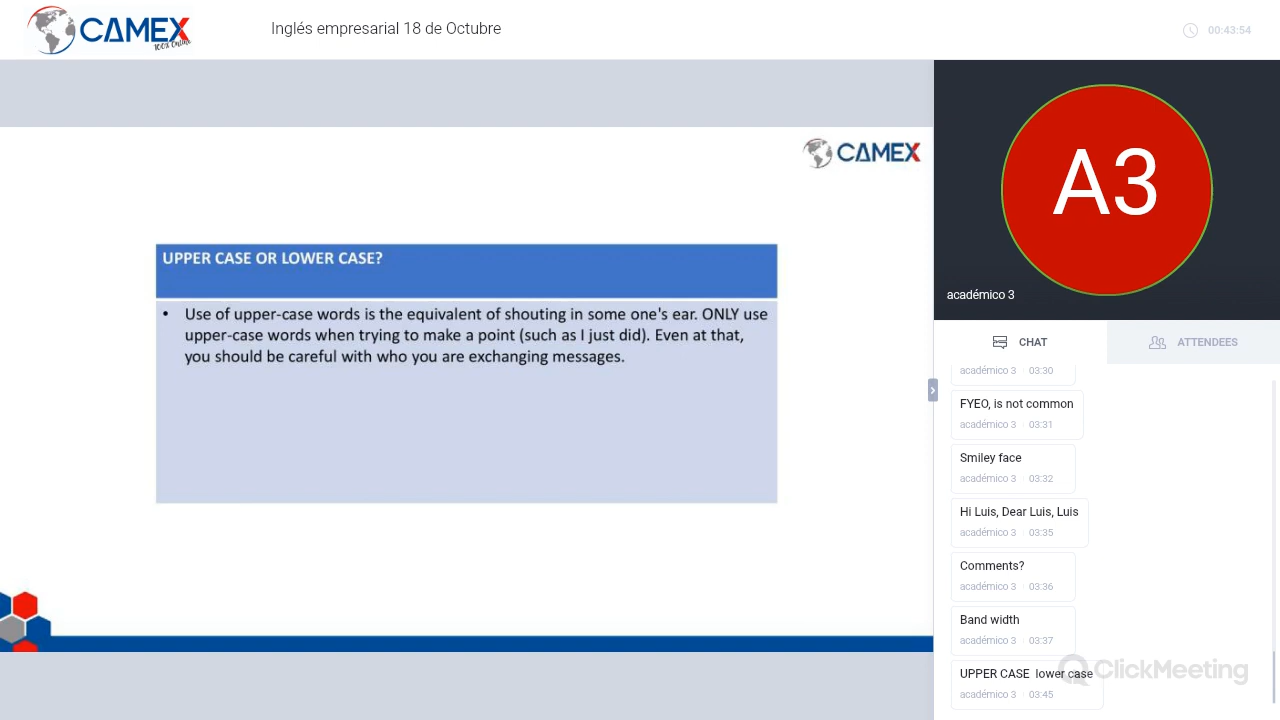 CAMEX
100% Online
Inglés empresarial 18 de Octubre
00:43:54
CAMEX
UPPER CASE OR LOWER CASE?
• Use of upper-case words is the equivalent of shouting in some one's ear. ONLY use
upper-case words when trying to make a point (such as I just did). Even at that,
you should be careful with who you are exchanging messages.
A3
académico 3
CHAT
ATTENDEES
académico 3 03:30
FYEO, is not common
académico 3 03:31
Smiley face
académico 3 03:32
Hi Luis, Dear Luis, Luis
académico 3 03:35
Comments?
académico 3 03:36
Band width
académico 3 03:37
UPPER CASE  lower case
académico 3 03:45
ClickMeeting